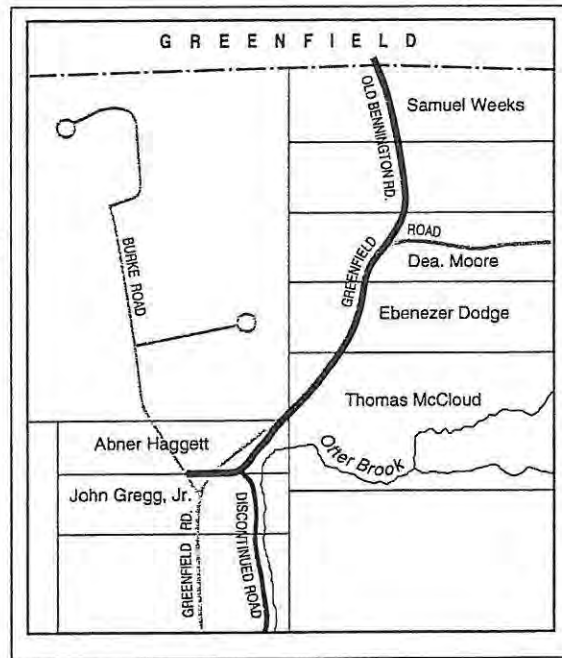 GREENFIELD
Samuel Weeks
OLD BENNINGTON RD.
ROAD
Dea. Moore
GREENFIELD
BURKE ROAD
Ebenezer Dodge
Thomas McCloud
Abner Haggett
Otter Brook
John Gregg, Jr.
GREENFIELD RD.
DISCONTINUED ROAD